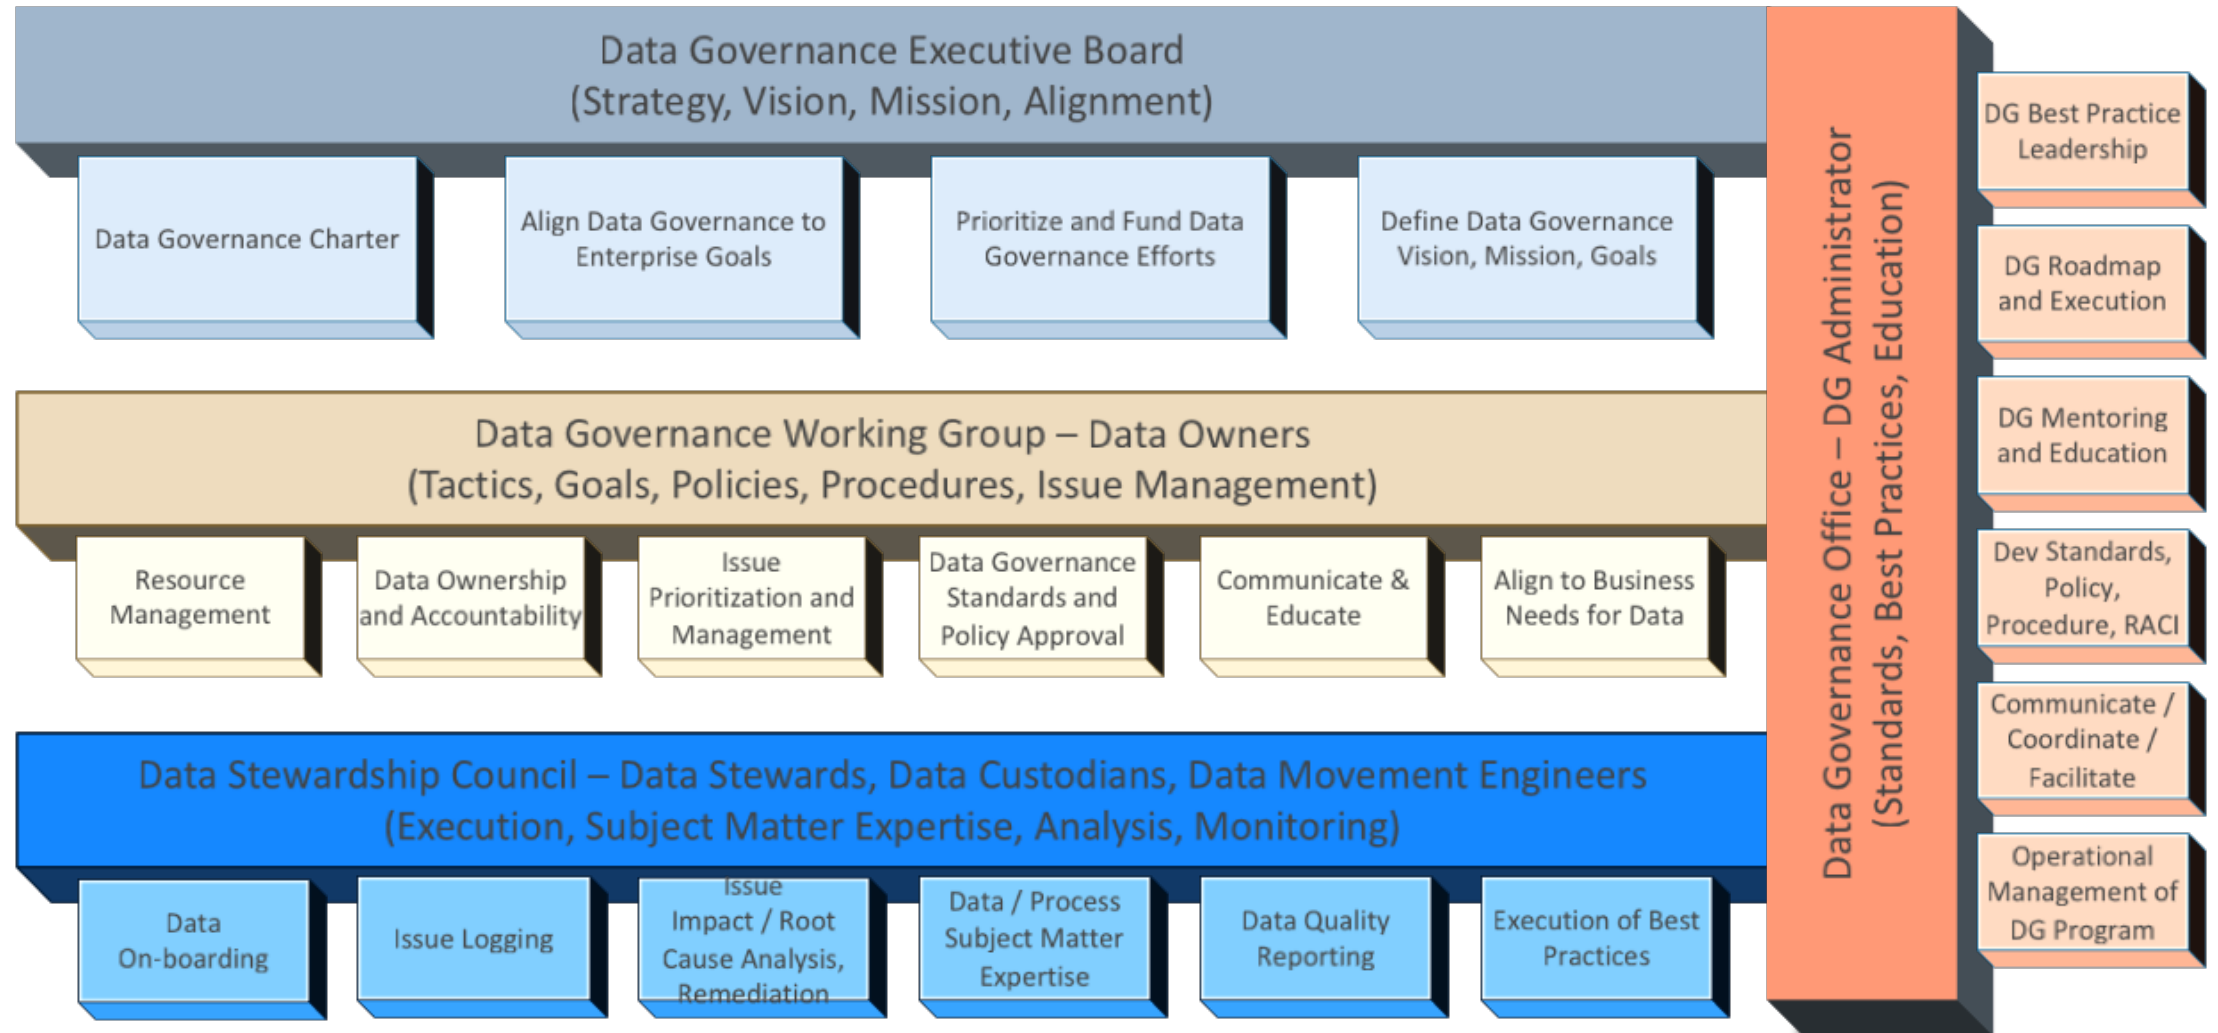 Data Governance Executive Board
(Strategy, Vision, Mission, Alignment)
Data Governance Charter
Align Data Governance to
Enterprise Goals
Prioritize and Fund Data
Governance Efforts
Define Data Governance
Vision, Mission, Goals
Data Governance Working Group – Data Owners
(Tactics, Goals, Policies, Procedures, Issue Management)
Resource
Management
Data Ownership
and Accountability
Issue
Prioritization and
Management
Data Governance
Standards and
Policy Approval
Communicate &
Educate
Align to Business
Needs for Data
Data Stewardship Council – Data Stewards, Data Custodians, Data Movement Engineers
(Execution, Subject Matter Expertise, Analysis, Monitoring)
Data
On-boarding
Issue Logging
Issue
Impact / Root
Cause Analysis,
Remediation
Data / Process
Subject Matter
Expertise
Data Quality
Reporting
Execution of Best
Practices
Data Governance Office – DG Administrator
(Standards, Best Practices, Education)
DG Best Practice
Leadership
DG Roadmap
and Execution
DG Mentoring
and Education
Dev Standards,
Policy,
Procedure, RACI
Communicate /
Coordinate /
Facilitate
Operational
Management of
DG Program